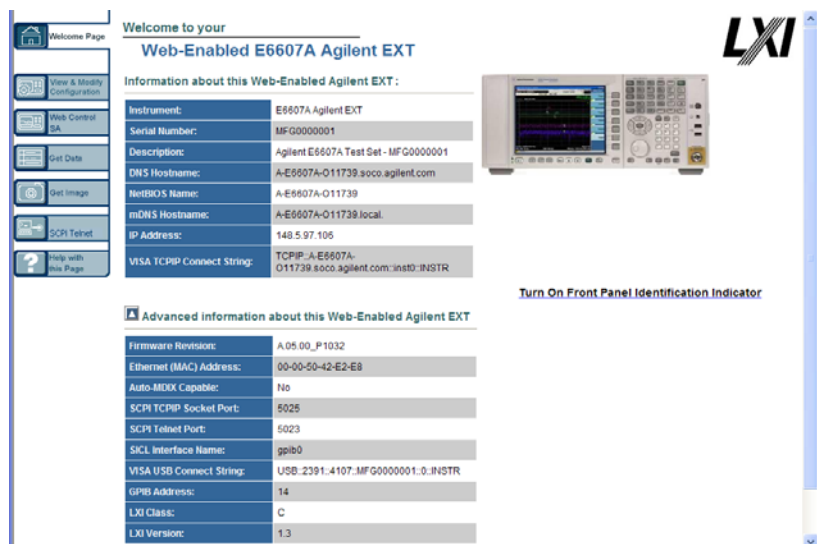 Welcome Page
View & Modify
Configuration
Web Control
SA
Get Data
Get Image
SCPI Telnet
Help with
this Page
Welcome to your
Web-Enabled E6607A Agilent EXT
LXI
Information about this Web-Enabled Agilent EXT :
Instrument: E6607A Agilent EXT
Serial Number: MFG0000001
Description: Agilent E6607A Test Set - MFG0000001
DNS Hostname: A-E6607A-O11739.soco.agilent.com
NetBIOS Name: A-E6607A-O11739
mDNS Hostname: A-E6607A-O11739.local.
IP Address: 148.5.97.106
VISA TCPIP Connect String: TCPIP::A-E6607A-
O11739.soco.agilent.com::inst0::INSTR
Turn On Front Panel Identification Indicator
Advanced information about this Web-Enabled Agilent EXT
Firmware Revision: A.05.00_P1032
Ethernet (MAC) Address: 00-00-50-42-E2-E8
Auto-MDIX Capable: No
SCPI TCPIP Socket Port: 5025
SCPI Telnet Port: 5023
SICL Interface Name: gpib0
VISA USB Connect String: USB::2391::4107::MFG0000001::0::INSTR
GPIB Address: 14
LXI Class: C
LXI Version: 1.3